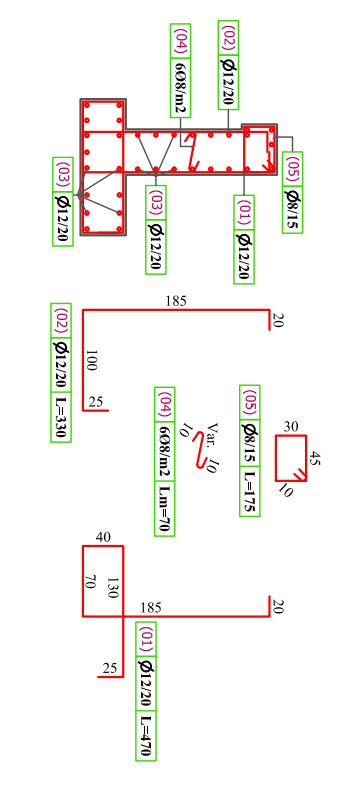 (04) 6Ø8/m2
(02) Ø12/20
(05) Ø8/15
(03) Ø12/20
(03) Ø12/20
(01) Ø12/20
185
20
100
25
(02) Ø12/20 L=330
Var.
10
10
(04) 6Ø8/m2 Lm=70
(05) Ø8/15 L=175
30
45
10
40
70
130
185
20
25
(01) Ø12/20 L=470